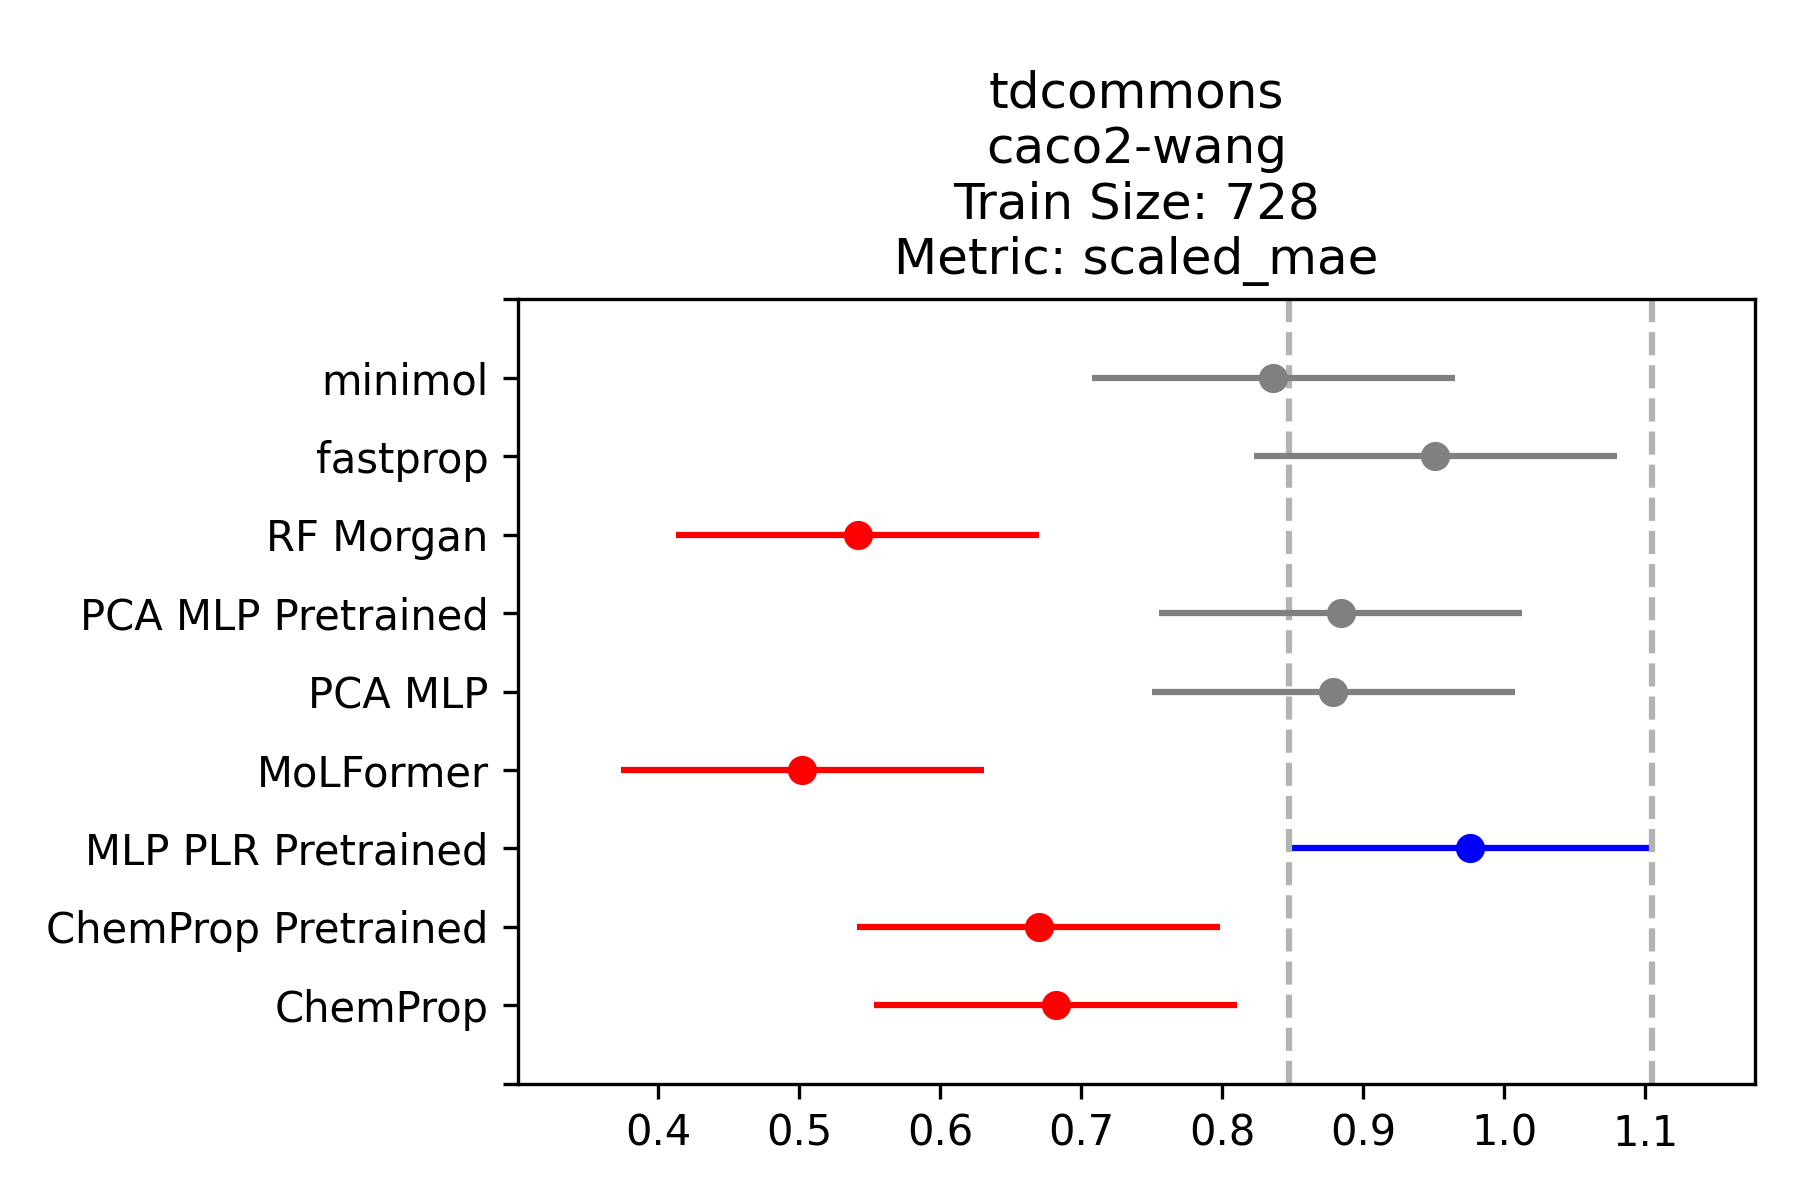 tdcommons
caco2-wang
Train Size: 728
Metric: scaled_mae
minimol
fastprop
RF Morgan
PCA MLP Pretrained
PCA MLP
MoLFormer
MLP PLR Pretrained
ChemProp Pretrained
ChemProp
0.4 0.5 0.6 0.7 0.8 0.9 1.0 1.1